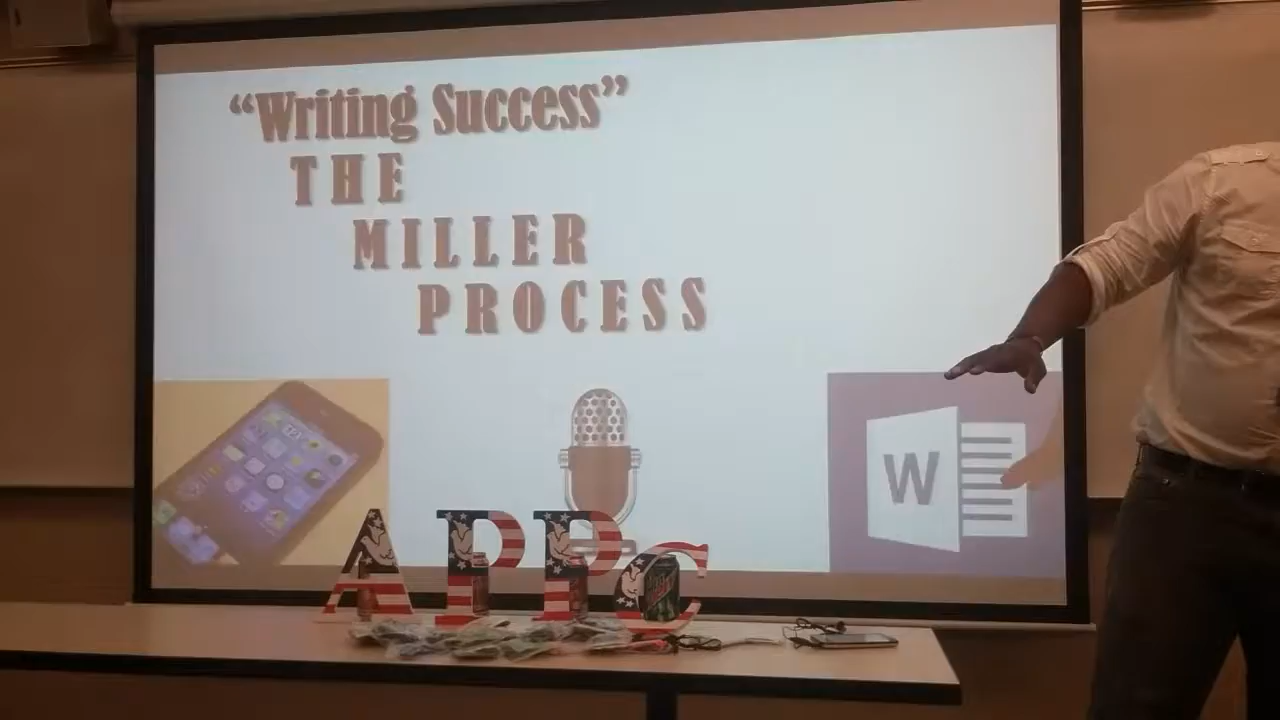 “Writing Success”
THE
MILLER
PROCESS
W
APPC